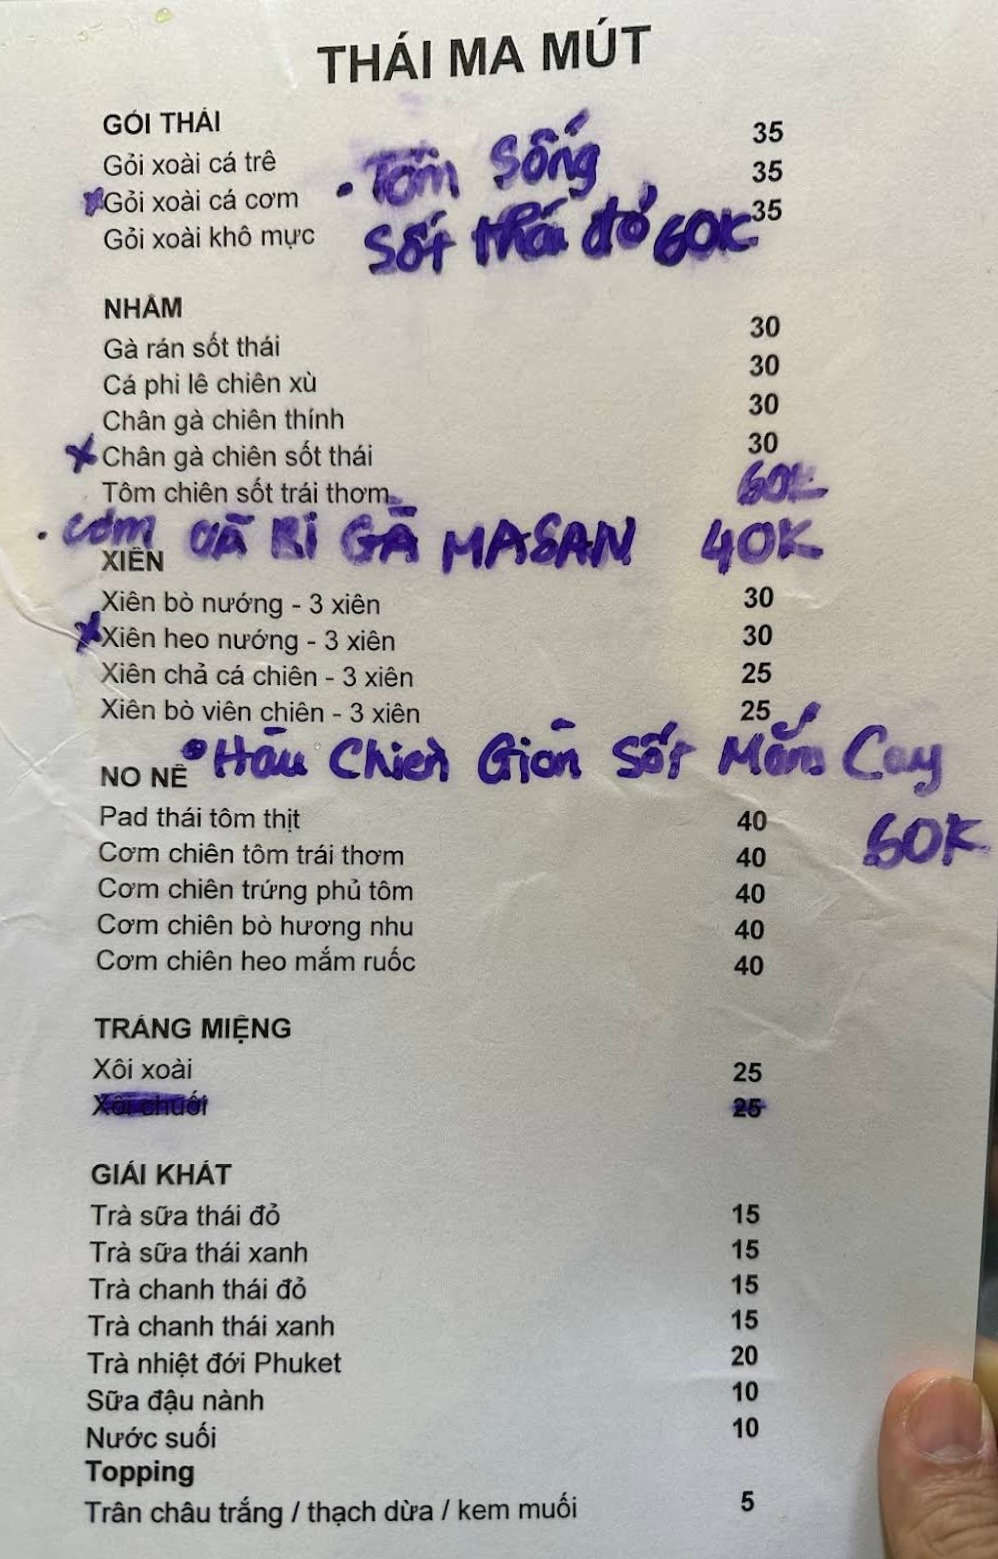 THÁI MA MÚT
GỎI THÁI
Gỏi xoài cá trê 35
Gỏi xoài cá cơm 35
Gỏi xoài khô mực 35
• Tôm Sống
Sốt thái đỏ 60K
NHÂM
Gà rán sốt thái 30
Cá phi lê chiên xù 30
Chân gà chiên thính 30
x Chân gà chiên sốt thái 30
Tôm chiên sốt trái thơm 60K
• Cơm CÀ RI GÀ MASAN 40K
XIÊN
Xiên bò nướng - 3 xiên 30
x Xiên heo nướng - 3 xiên 30
Xiên chả cá chiên - 3 xiên 25
Xiên bò viên chiên - 3 xiên 25
• Hàu Chiên Giòn Sốt Mắm Cay
60K
NO NÊ
Pad thái tôm thịt 40
Cơm chiên tôm trái thơm 40
Cơm chiên trứng phủ tôm 40
Cơm chiên bò hương nhu 40
Cơm chiên heo mắm ruốc 40
TRÁNG MIỆNG
Xôi xoài 25
Xôi chuối 25
GIẢI KHÁT
Trà sữa thái đỏ 15
Trà sữa thái xanh 15
Trà chanh thái đỏ 15
Trà chanh thái xanh 15
Trà nhiệt đới Phuket 20
Sữa đậu nành 10
Nước suối 10
Topping
Trân châu trắng / thạch dừa / kem muối 5